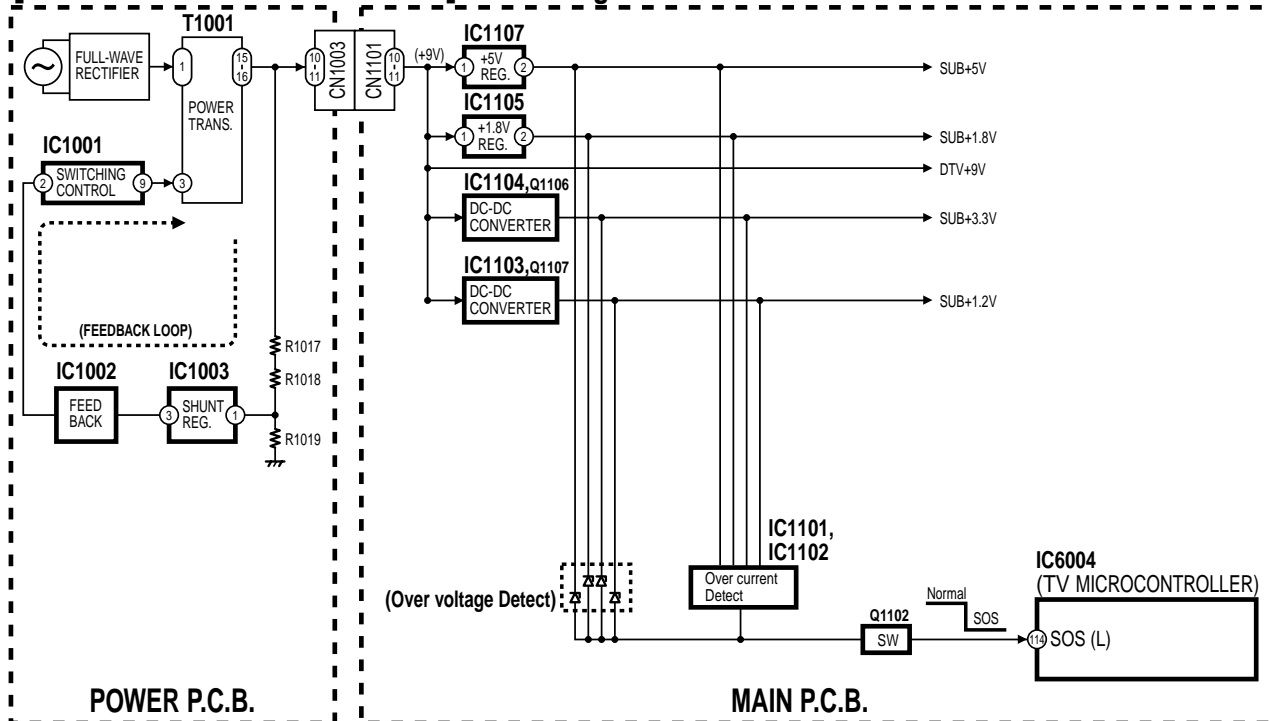 T1001
FULL-WAVE
RECTIFIER
1
15
16
POWER
TRANS.
3
IC1001
2
SWITCHING
CONTROL
9
(FEEDBACK LOOP)
IC1002
FEED
BACK
IC1003
3
SHUNT
REG.
1
R1017
R1018
R1019
10
11
CN1003
CN1101
10
11
(+9V)
IC1107
1
+5V
REG.
2
SUB+5V
IC1105
1
+1.8V
REG.
2
SUB+1.8V
DTV+9V
IC1104,Q1106
DC-DC
CONVERTER
SUB+3.3V
IC1103,Q1107
DC-DC
CONVERTER
SUB+1.2V
(Over voltage Detect)
IC1101,
IC1102
Over current
Detect
Q1102
SW
Normal
SOS
IC6004
(TV MICROCONTROLLER)
114
SOS (L)
POWER P.C.B.
MAIN P.C.B.